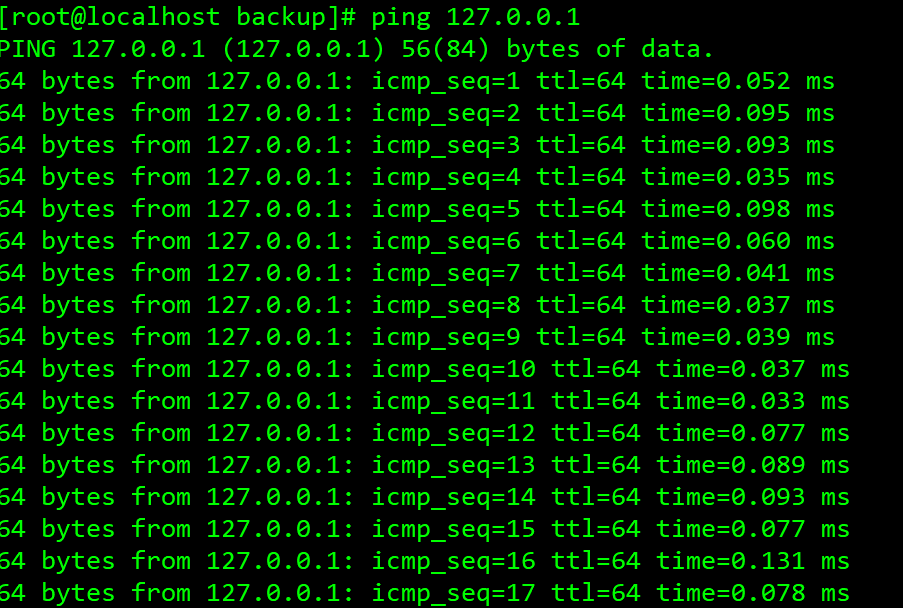 [root@localhost backup]# ping 127.0.0.1
PING 127.0.0.1 (127.0.0.1) 56(84) bytes of data.
64 bytes from 127.0.0.1: icmp_seq=1 ttl=64 time=0.052 ms
64 bytes from 127.0.0.1: icmp_seq=2 ttl=64 time=0.095 ms
64 bytes from 127.0.0.1: icmp_seq=3 ttl=64 time=0.093 ms
64 bytes from 127.0.0.1: icmp_seq=4 ttl=64 time=0.035 ms
64 bytes from 127.0.0.1: icmp_seq=5 ttl=64 time=0.098 ms
64 bytes from 127.0.0.1: icmp_seq=6 ttl=64 time=0.060 ms
64 bytes from 127.0.0.1: icmp_seq=7 ttl=64 time=0.041 ms
64 bytes from 127.0.0.1: icmp_seq=8 ttl=64 time=0.037 ms
64 bytes from 127.0.0.1: icmp_seq=9 ttl=64 time=0.039 ms
64 bytes from 127.0.0.1: icmp_seq=10 ttl=64 time=0.037 ms
64 bytes from 127.0.0.1: icmp_seq=11 ttl=64 time=0.033 ms
64 bytes from 127.0.0.1: icmp_seq=12 ttl=64 time=0.077 ms
64 bytes from 127.0.0.1: icmp_seq=13 ttl=64 time=0.089 ms
64 bytes from 127.0.0.1: icmp_seq=14 ttl=64 time=0.093 ms
64 bytes from 127.0.0.1: icmp_seq=15 ttl=64 time=0.077 ms
64 bytes from 127.0.0.1: icmp_seq=16 ttl=64 time=0.131 ms
64 bytes from 127.0.0.1: icmp_seq=17 ttl=64 time=0.078 ms